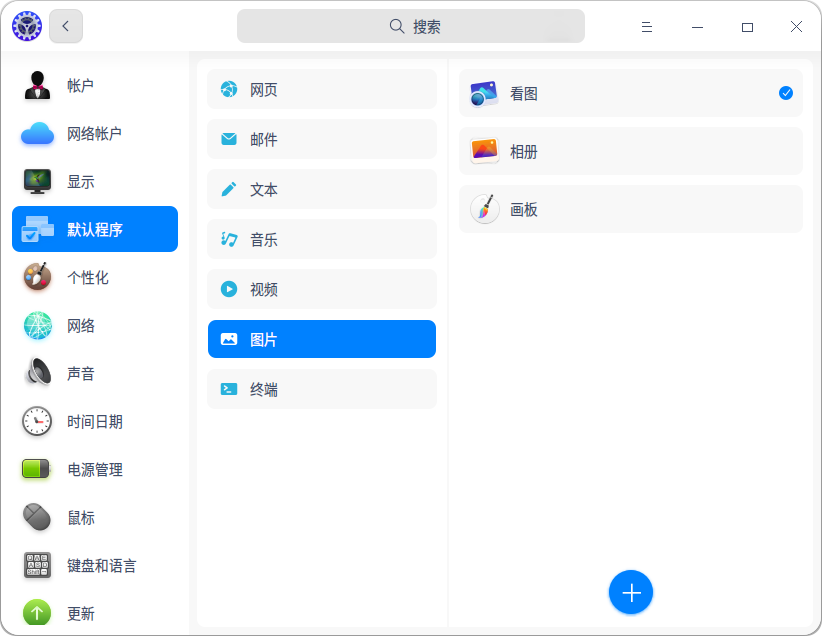 搜索
帐户
网络帐户
显示
默认程序
个性化
网络
声音
时间日期
电源管理
鼠标
键盘和语言
更新
网页
邮件
文本
音乐
视频
图片
终端
看图
相册
画板